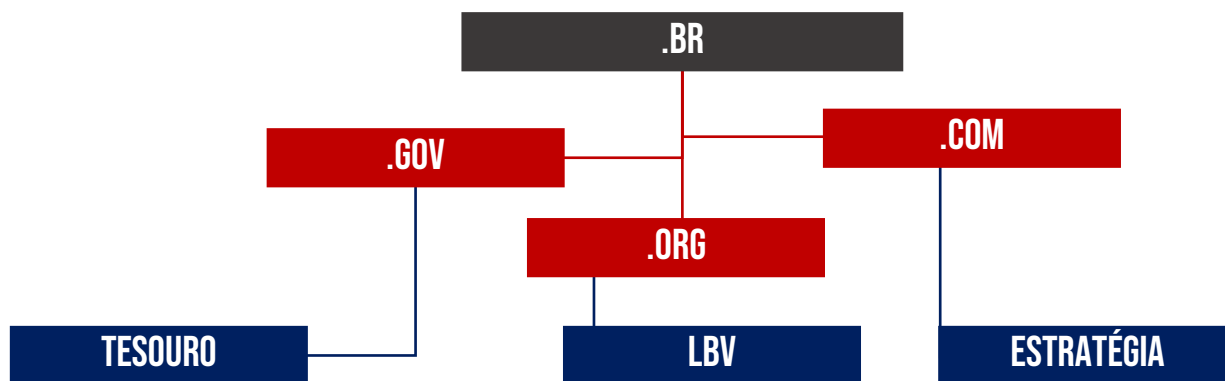 .BR
.GOV
.COM
.ORG
TESOURO
LBV
ESTRATÉGIA